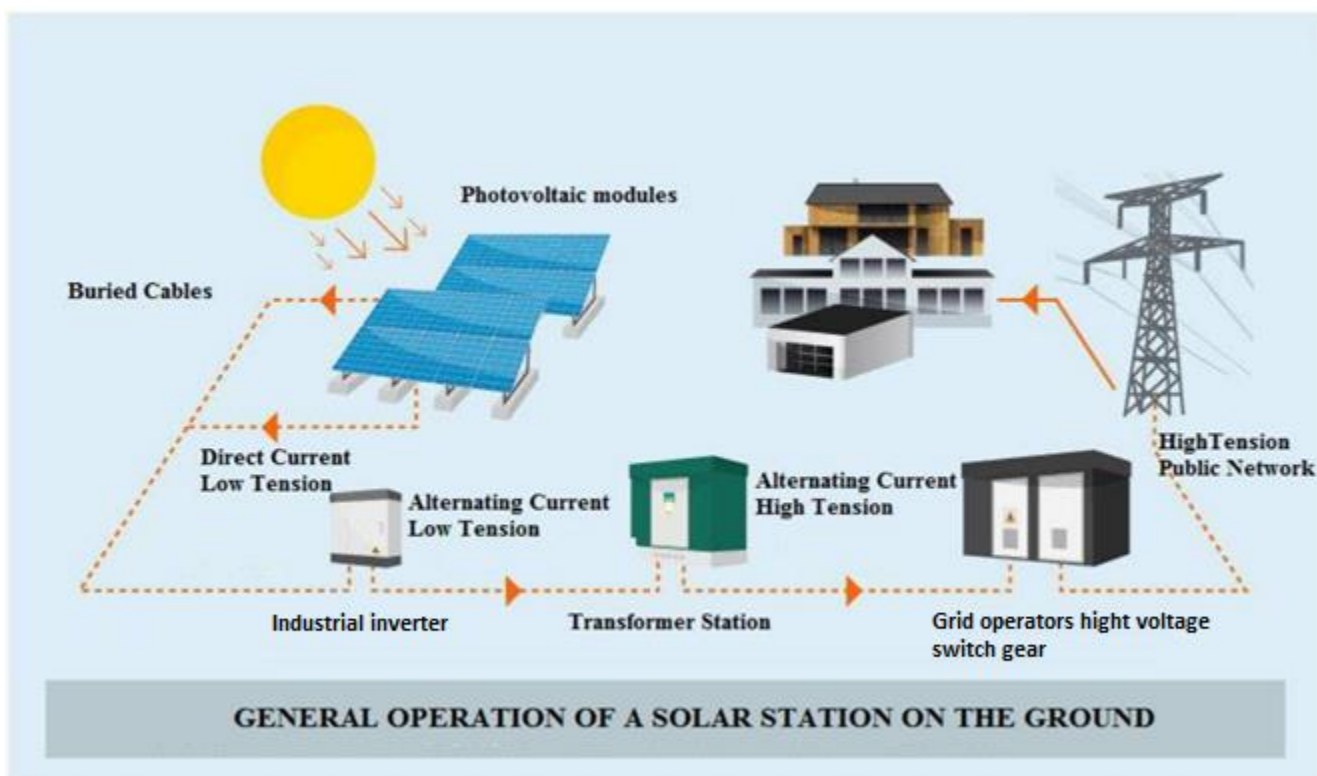 Photovoltaic modules
Buried Cables
Direct Current
Low Tension
Alternating Current
Low Tension
Alternating Current
High Tension
HighTension
Public Network
Industrial inverter
Transformer Station
Grid operators hight voltage
switch gear
GENERAL OPERATION OF A SOLAR STATION ON THE GROUND